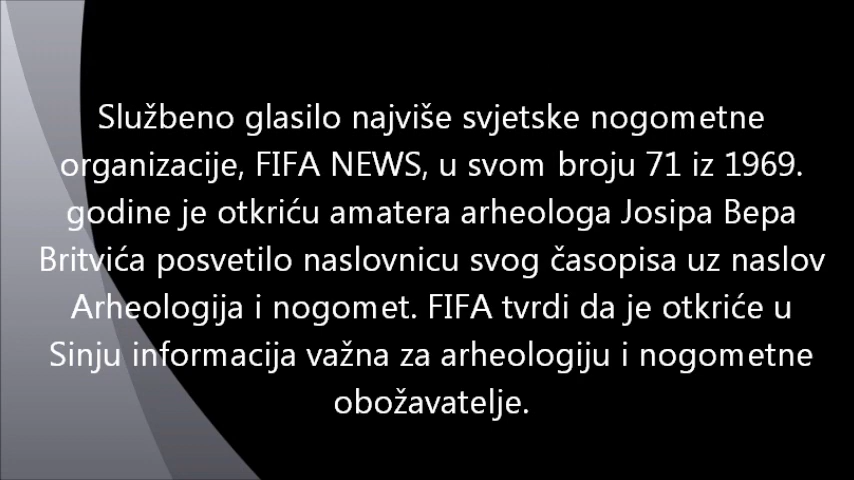 Službeno glasilo najviše svjetske nogometne
organizacije, FIFA NEWS, u svom broju 71 iz 1969.
godine je otkriću amatera arheologa Josipa Bepa
Britvića posvetilo naslovnicu svog časopisa uz naslov
Arheologija i nogomet. FIFA tvrdi da je otkriće u
Sinju informacija važna za arheologiju i nogometne
obožavatelje.